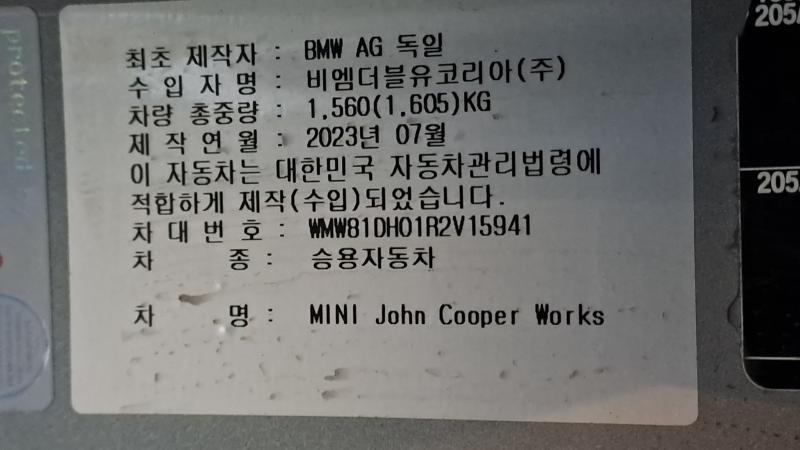 protected
최초 제작자 : BMW AG 독일
수 입 자 명 : 비엠더블유코리아(주)
차량 총중량 : 1,560(1,605)KG
제 작 연 월 : 2023년 07월
이 자동차는 대한민국 자동차관리법령에
적합하게 제작(수입)되었습니다.
차 대 번 호 : WMW81DH01R2V15941
차 종 : 승용자동차
차 명 : MINI John Cooper Works
205/
205/